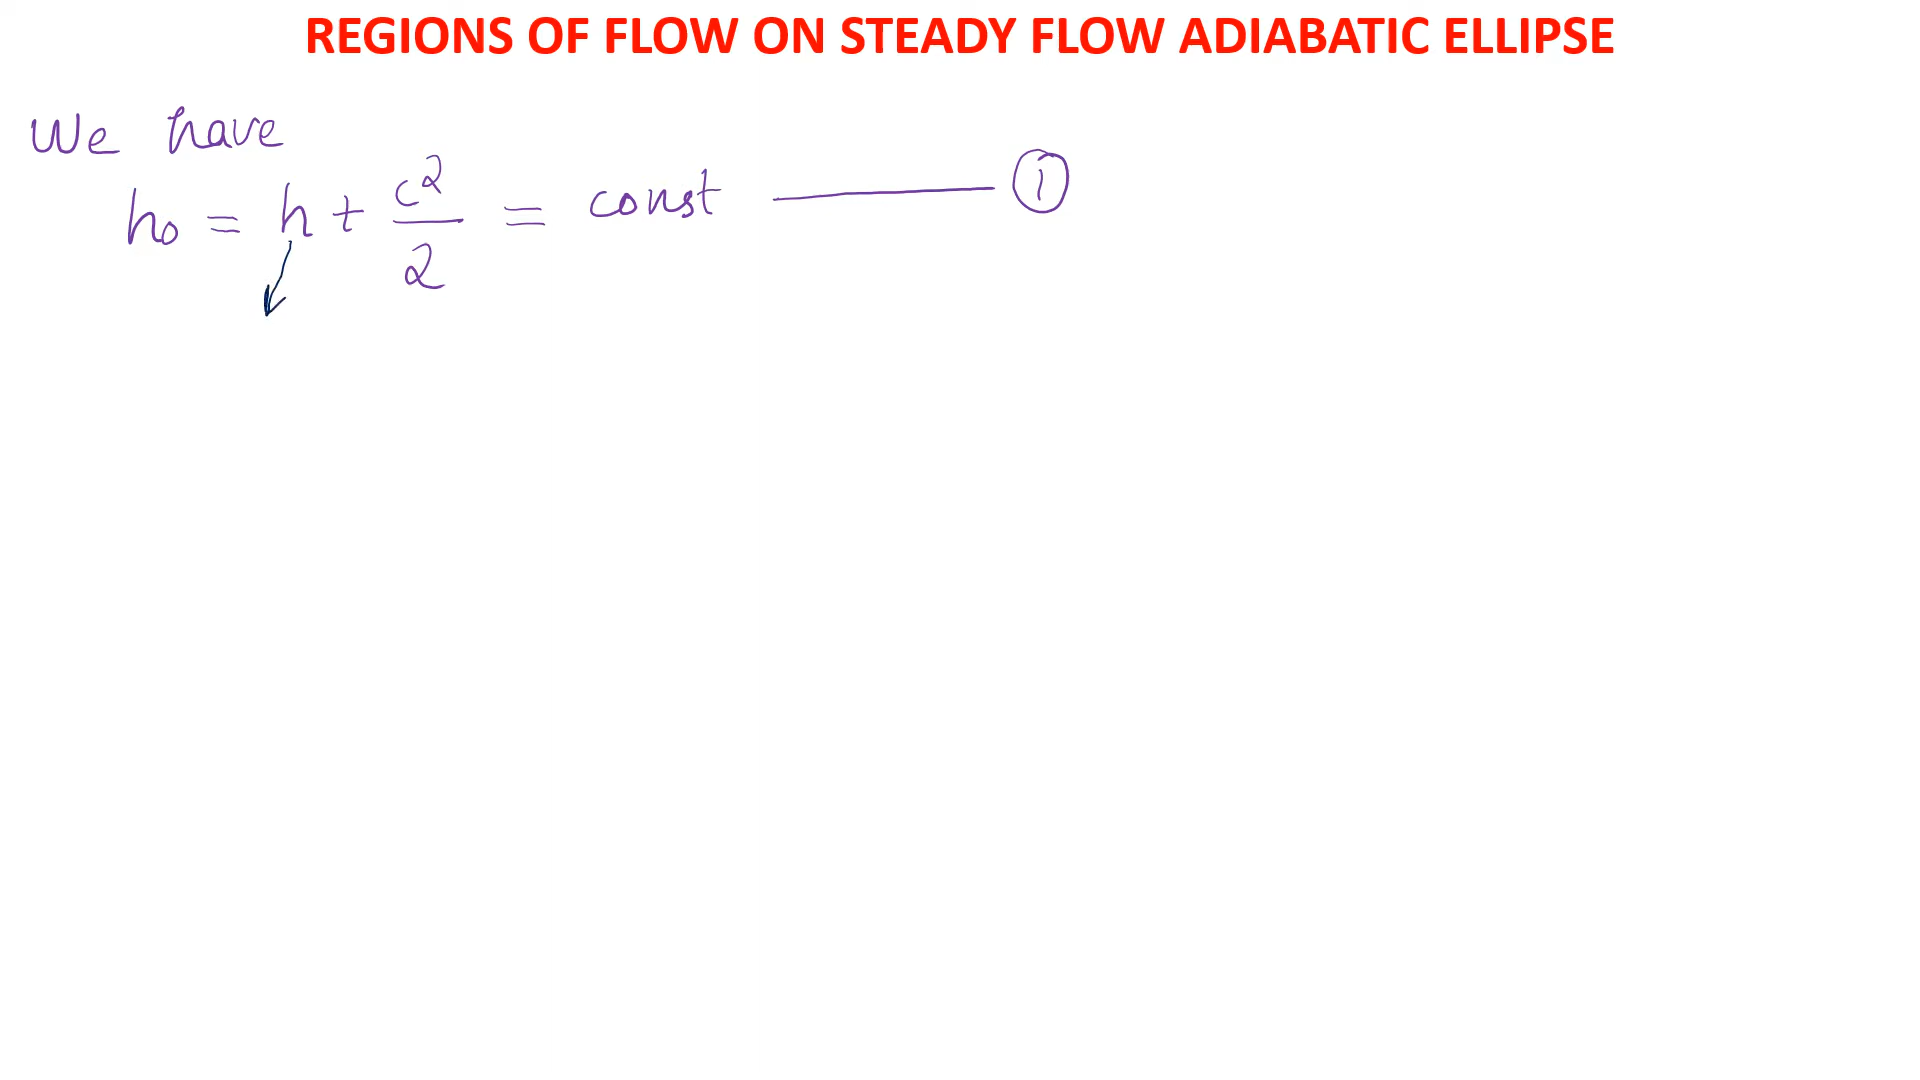 REGIONS OF FLOW ON STEADY FLOW ADIABATIC ELLIPSE
We have
h₀ = h + c²/2 = const ——— ①